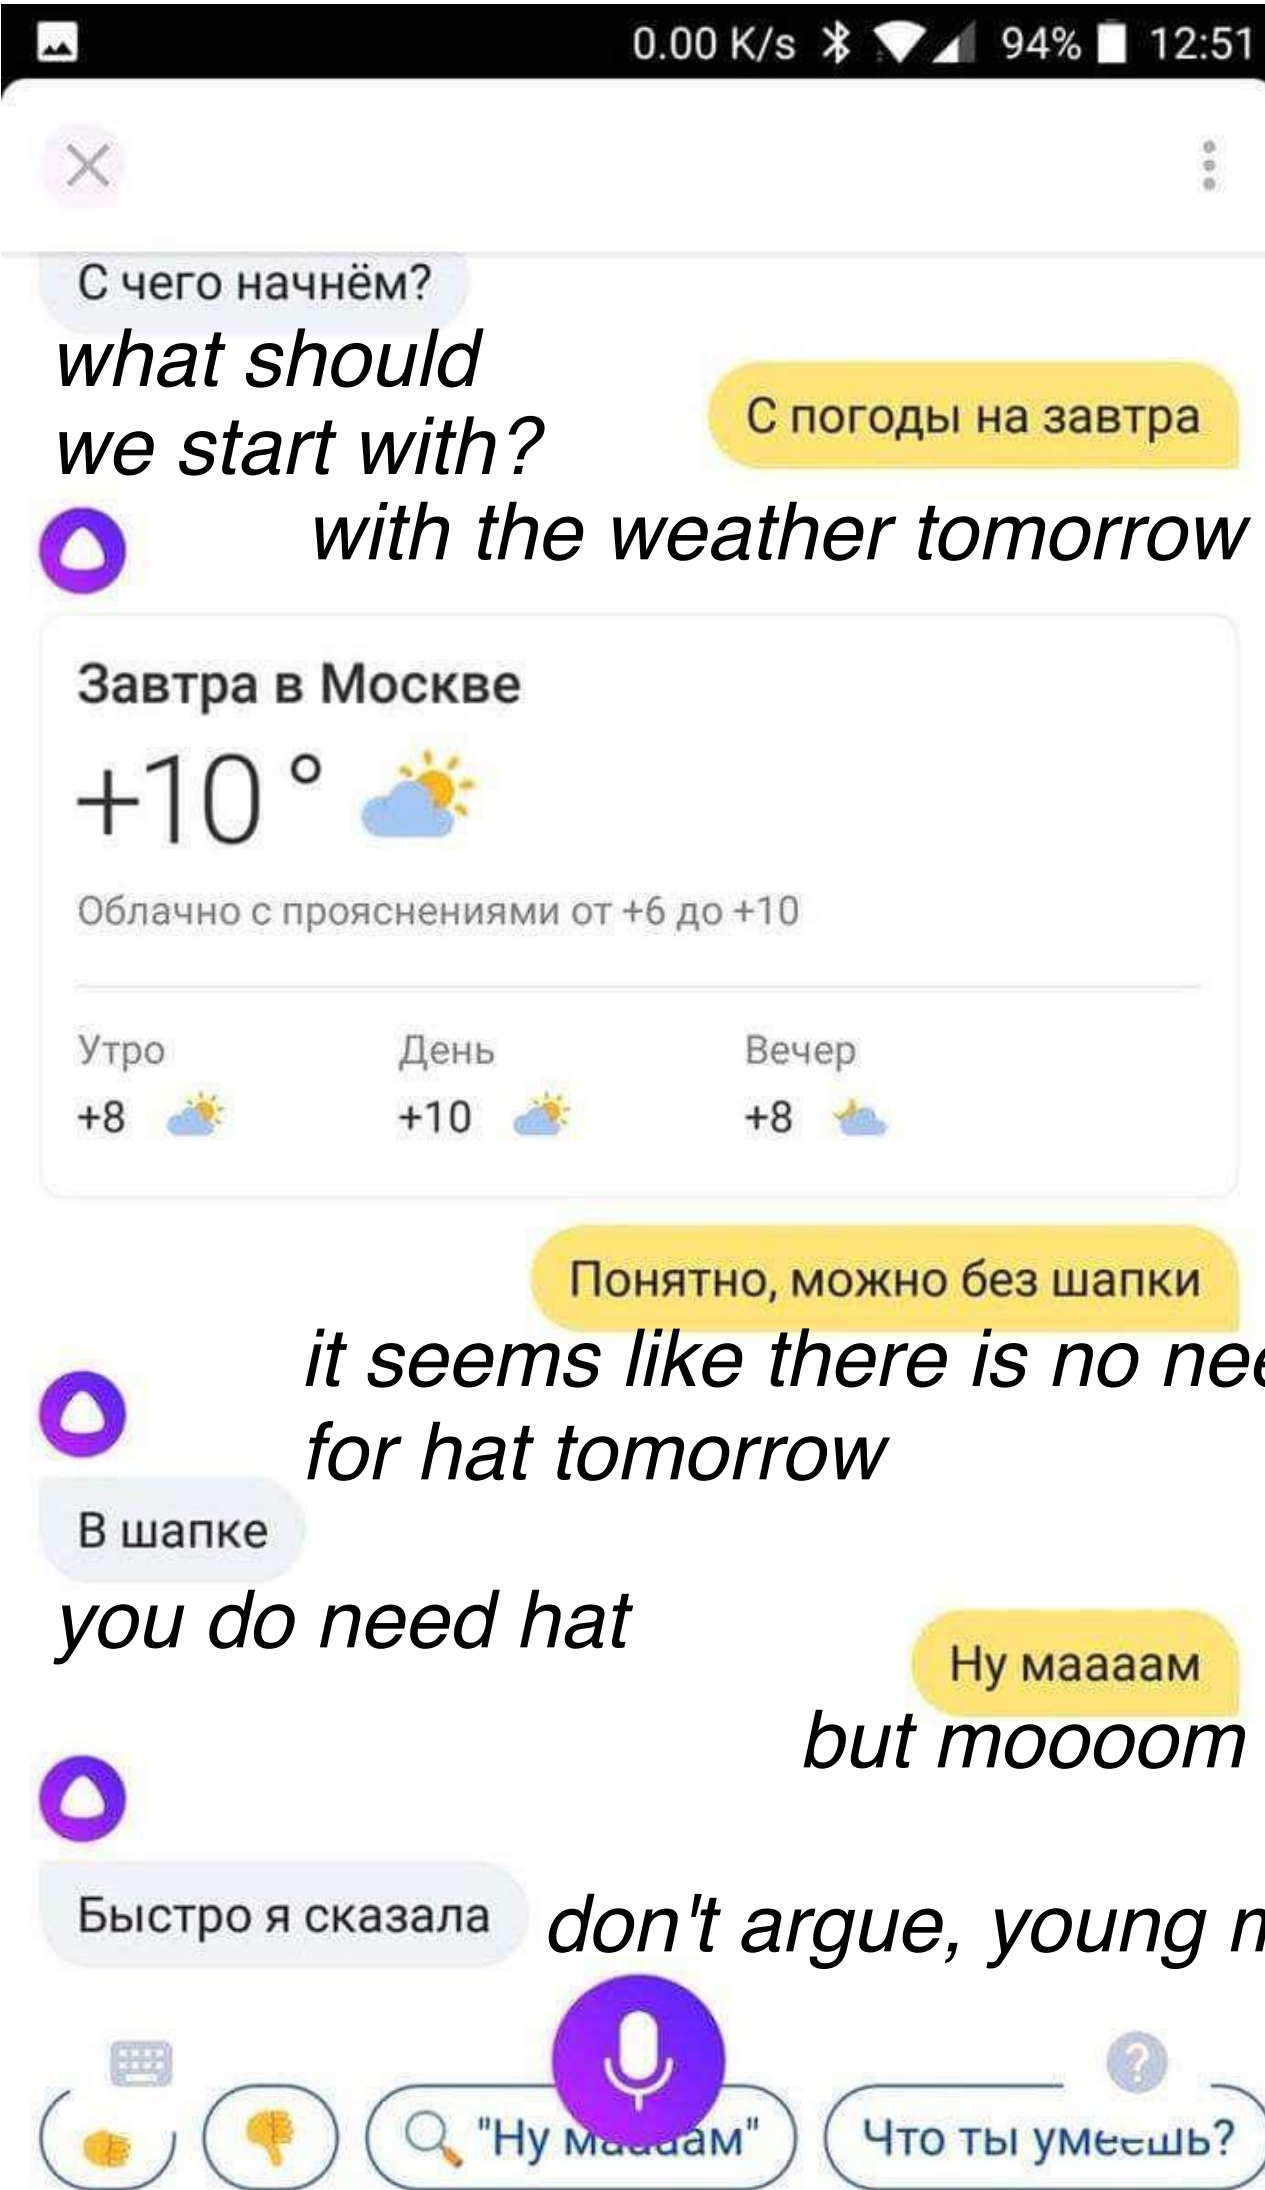 0.00 K/s 94% 12:51
С чего начнём?
what should
we start with?
С погоды на завтра
with the weather tomorrow
Завтра в Москве
+10 °
Облачно с прояснениями от +6 до +10
Утро День Вечер
+8 +10 +8
Понятно, можно без шапки
it seems like there is no
for hat tomorrow
В шапке
you do need hat
Ну маааам
but moooom
Быстро я сказала
don't argue, young
?
"Ну маааам" Что ты умеешь?